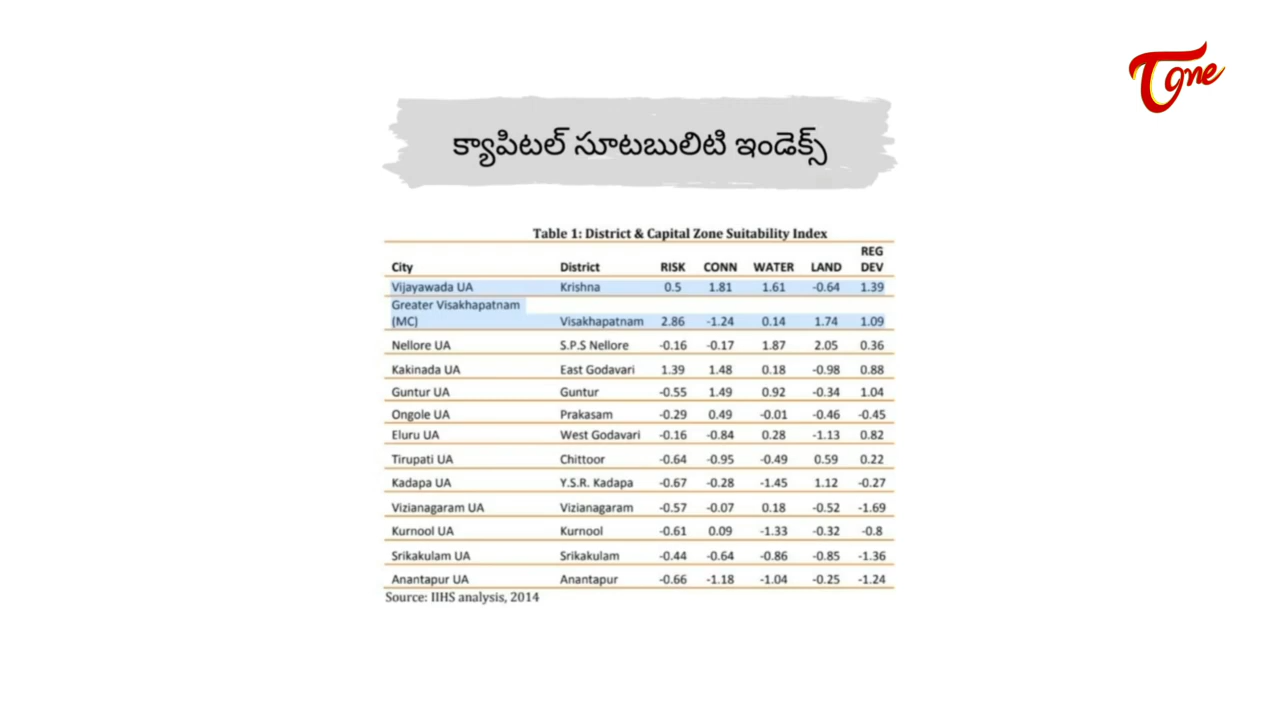 Tone
క్యాపిటల్ సూటబులిటి ఇండెక్స్
Table 1: District & Capital Zone Suitability Index
City District RISK CONN WATER LAND REG DEV
Vijayawada UA Krishna 0.5 1.81 1.61 -0.64 1.39
Greater Visakhapatnam
(MC) Visakhapatnam 2.86 -1.24 0.14 1.74 1.09
Nellore UA S.P.S Nellore -0.16 -0.17 1.87 2.05 0.36
Kakinada UA East Godavari 1.39 1.48 0.18 -0.98 0.88
Guntur UA Guntur -0.55 1.49 0.92 -0.34 1.04
Ongole UA Prakasam -0.29 0.49 -0.01 -0.46 -0.45
Eluru UA West Godavari -0.16 -0.84 0.28 -1.13 0.82
Tirupati UA Chittoor -0.64 -0.95 -0.49 0.59 0.22
Kadapa UA Y.S.R. Kadapa -0.67 -0.28 -1.45 1.12 -0.27
Vizianagaram UA Vizianagaram -0.57 -0.07 0.18 -0.52 -1.69
Kurnool UA Kurnool -0.61 0.09 -1.33 -0.32 -0.8
Srikakulam UA Srikakulam -0.44 -0.64 -0.86 -0.85 -1.36
Anantapur UA Anantapur -0.66 -1.18 -1.04 -0.25 -1.24
Source: IIHS analysis, 2014